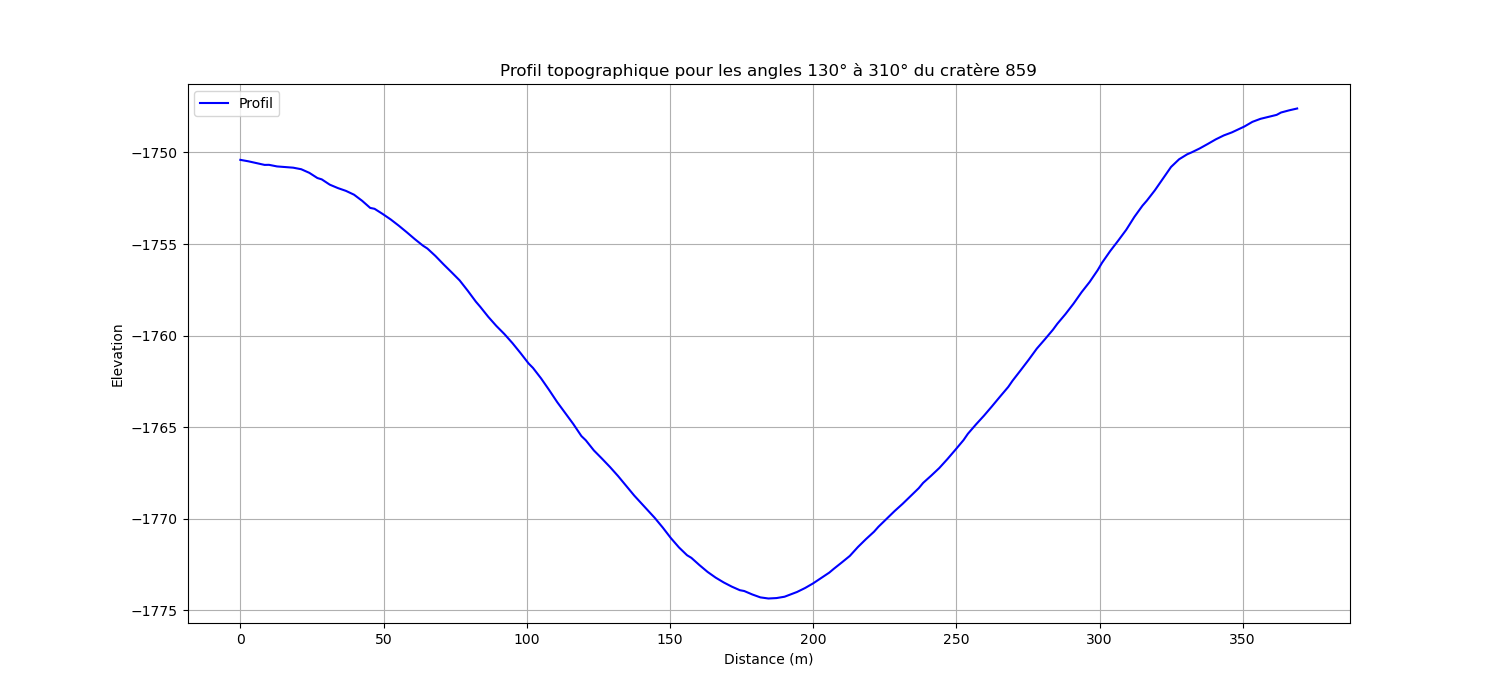 Profil topographique pour les angles 130° à 310° du cratère 859
Profil
−1750
−1755
−1760
−1765
−1770
−1775
Elevation
0 50 100 150 200 250 300 350
Distance (m)